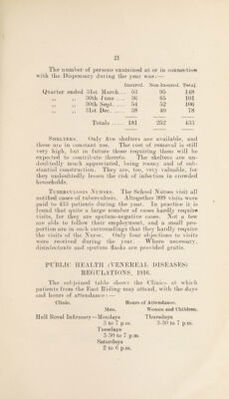 21
The number of persons examined at or in connection
with the Dispensary during the year was:—
Insured. Non-Insured. Total.
Quarter ended 31st March... 53 95 148
,, ,, 30th June.... 36 65 101
,, ,, 30th Sept..... 54 52 106
,, ,, 31st Dec...... 38 40 78
Totals ...... 181 252 433
SHELTERS. Only five shelters are available, and
these are in constant use. The cost of removal is still
very high, but in future those requiring them will be
expected to contribute thereto. The shelters are un-
doubtedly much appreciated, being roomy and of sub-
stantial construction. They are, too, very valuable, for
they undoubtedly lessen the risk of infection in crowded
households.
TUBERCULOSIS NURSES. The School Nurses visit all
notified cases of tuberculosis. Altogether 999 visits were
paid to 433 patients during the year. In practice it is
found that quite a large number of cases hardly require
visits, for they are sputum-negative cases. Not a few
are able to follow their employment, and a small pro-
portion are in such surroundings that they hardly require
the visits of the Nurse. Only four objections to visits
were received during the year. Where necessary,
disinfectants and sputum flasks are provided gratis.
PUBLIC HEALTH (VENEREAL DISEASES)
REGULATIONS, 1916.
The sub-joined table shows the Clinics at which
patients from the East Riding may attend, with the days
and hours of attendance:—
Clinic. Hours of Attendance.
Men. Women and Children.
Hull Royal Infirmary—Mondays Thursdays
5 to 7 p.m. 5-30 to 7 p.m.
Tuesdays
5-30 to 7 p.m.
Saturdays
2 to 6 p.m.